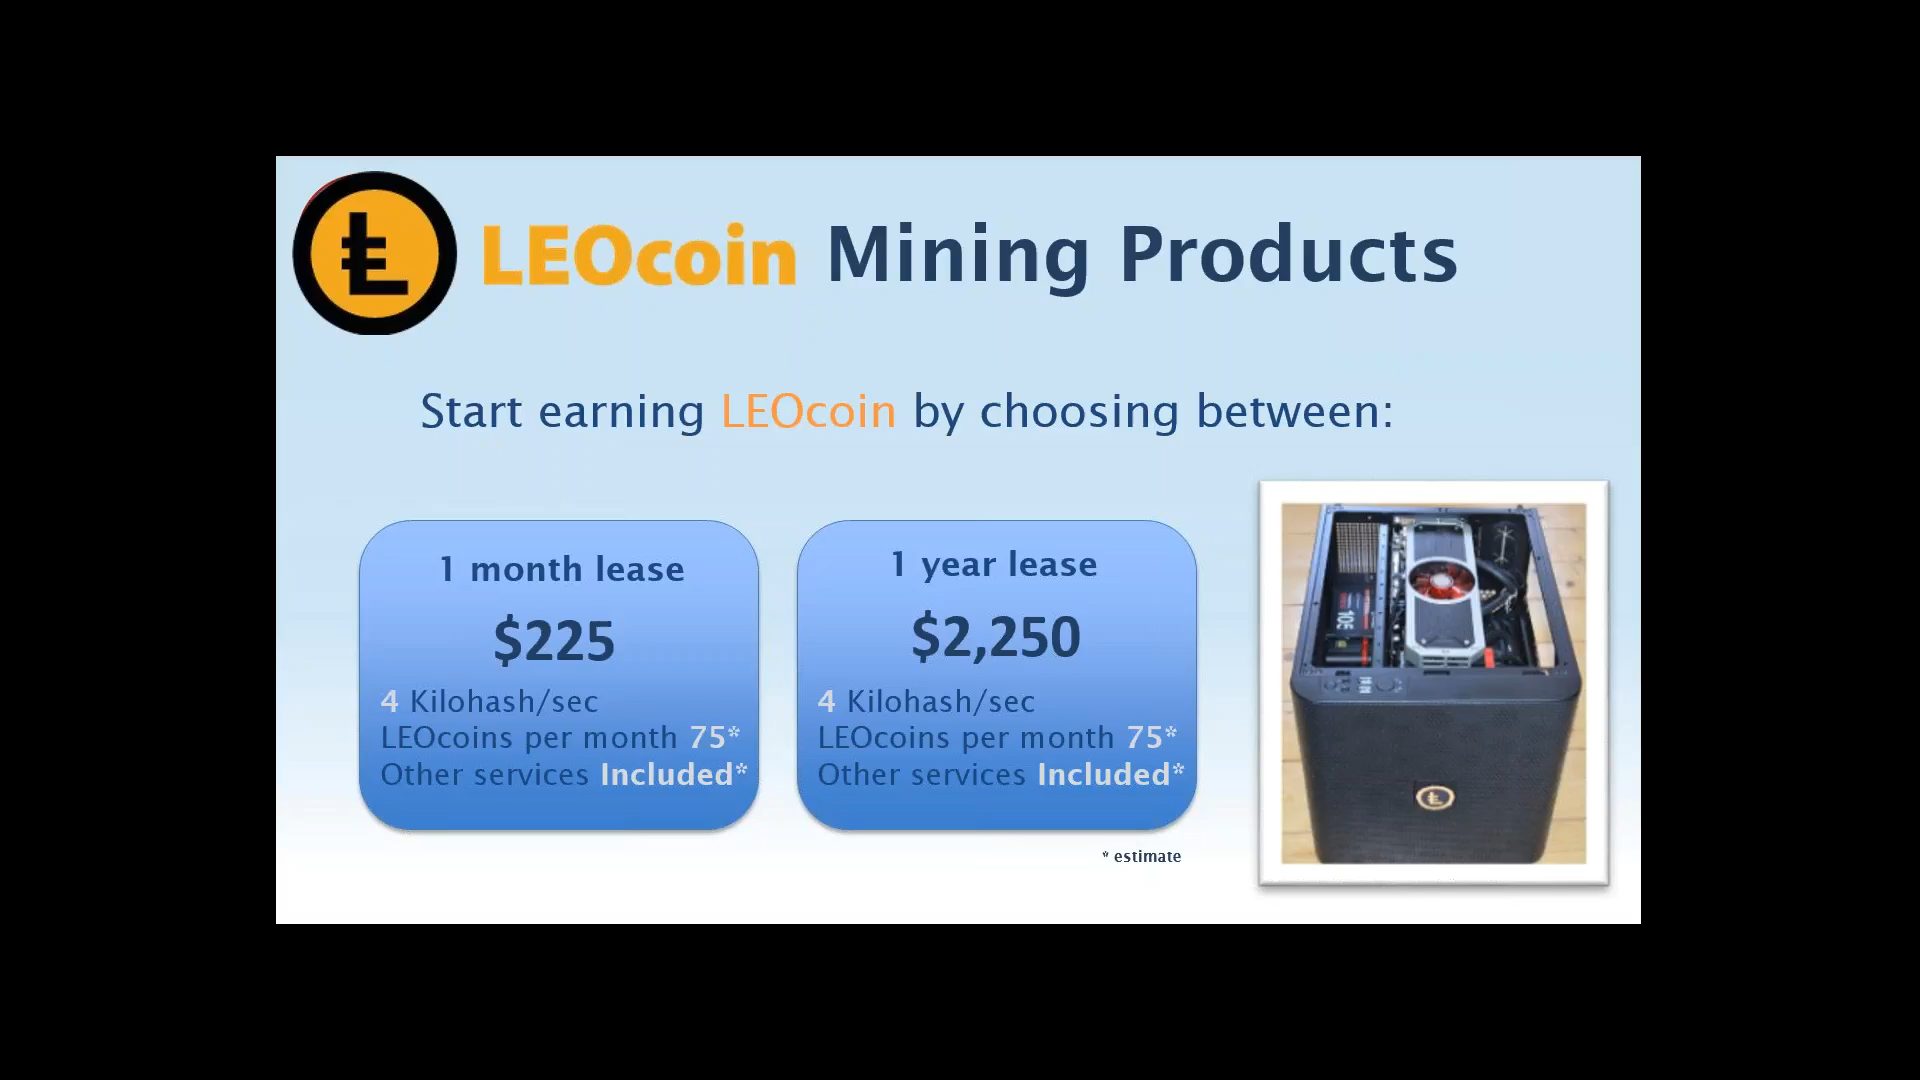 LEOcoin Mining Products
Start earning LEOcoin by choosing between:
1 month lease
$225
4 Kilohash/sec
LEOcoins per month 75*
Other services Included*
1 year lease
$2,250
4 Kilohash/sec
LEOcoins per month 75*
Other services Included*
* estimate
105